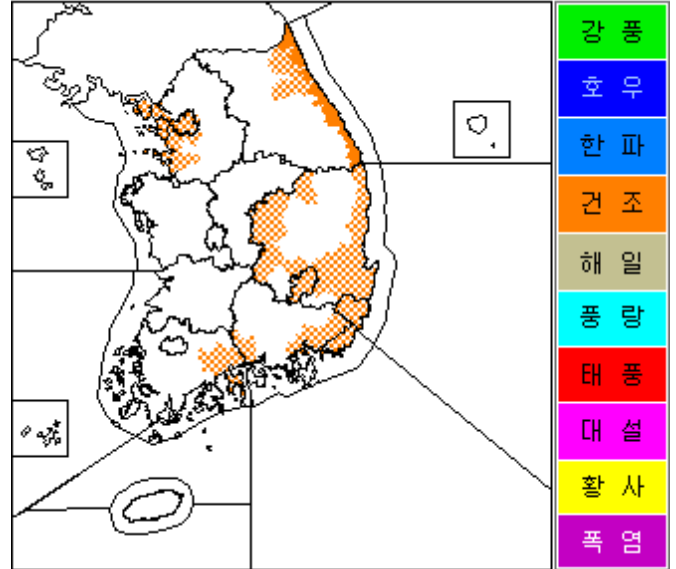 강 풍
호 우
한 파
건 조
해 일
풍 랑
태 풍
대 설
황 사
폭 염